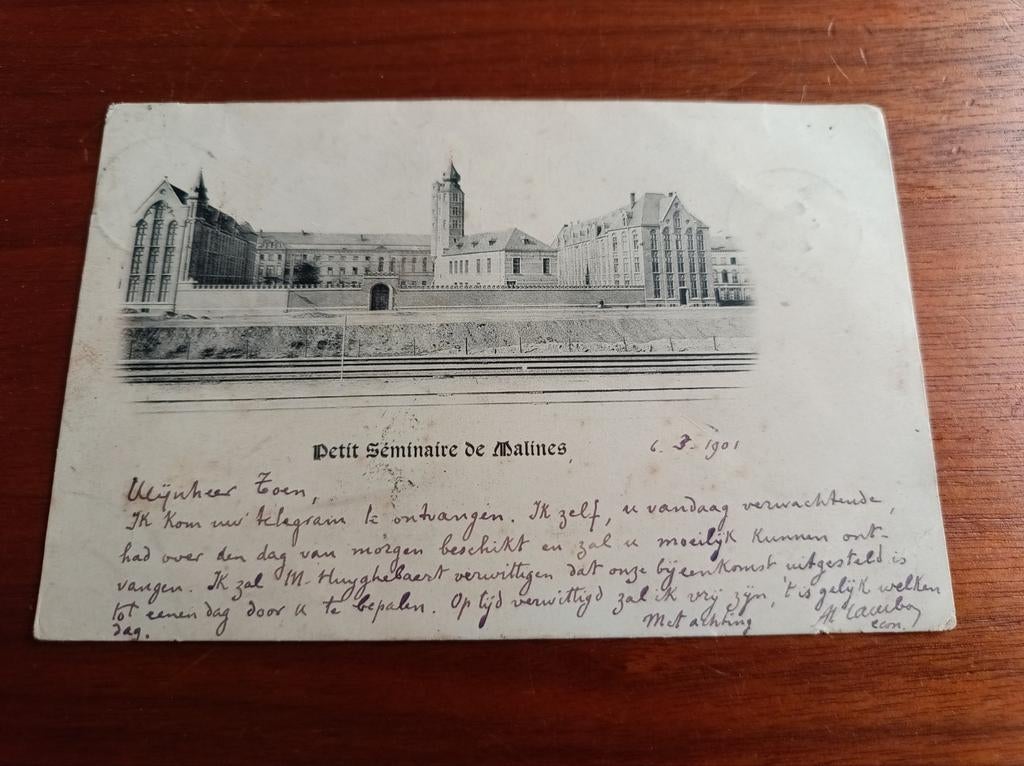 Petit Séminaire de Malines
6. 3. 1901
Mijnheer Toen,
Ik kom uw telegram te ontvangen. Ik zelf, u vandaag verwachtende,
had over den dag van morgen beschikt en zal u moeilijk kunnen ont-
vangen. Ik zal M. Huyghebaert verwittigen dat onze bijeenkomst uitgesteld is
tot eenen dag door u te bepalen. Op tijd verwittigd zal ik vrij zijn, 't is gelijk welken
dag.
Met achting
econ.